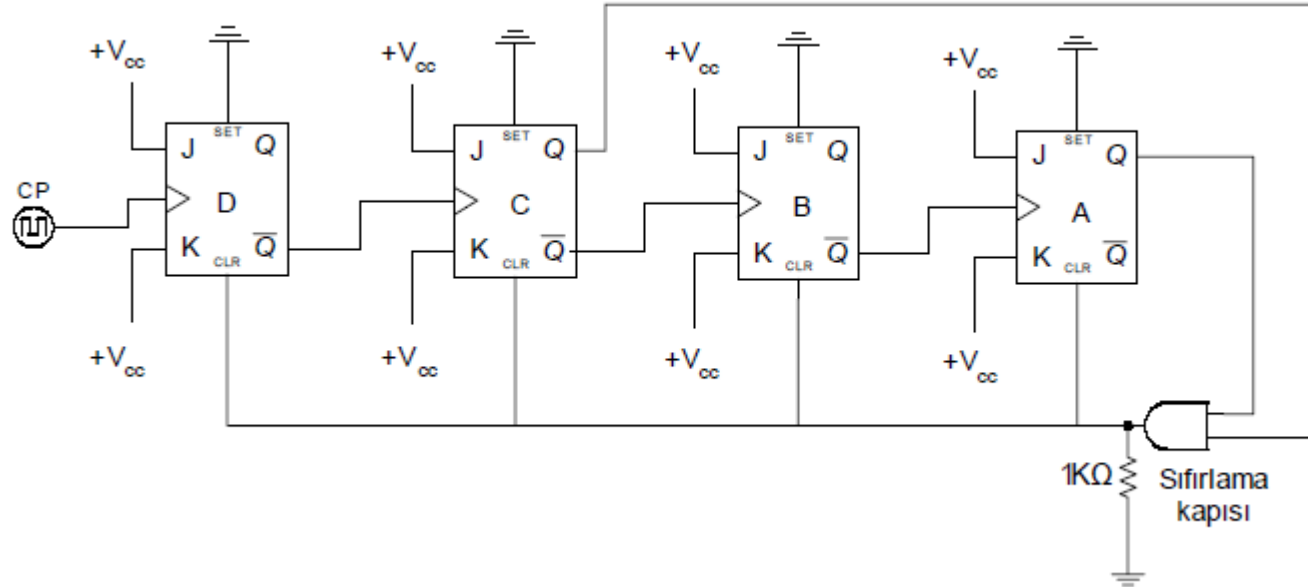 +Vcc +Vcc +Vcc +Vcc
SET SET SET SET
J Q J Q J Q J Q
CP
D C B A
K Q̅ K Q̅ K Q̅ K Q̅
CLR CLR CLR CLR
+Vcc +Vcc +Vcc +Vcc
1KΩ
Sıfırlama
kapısı